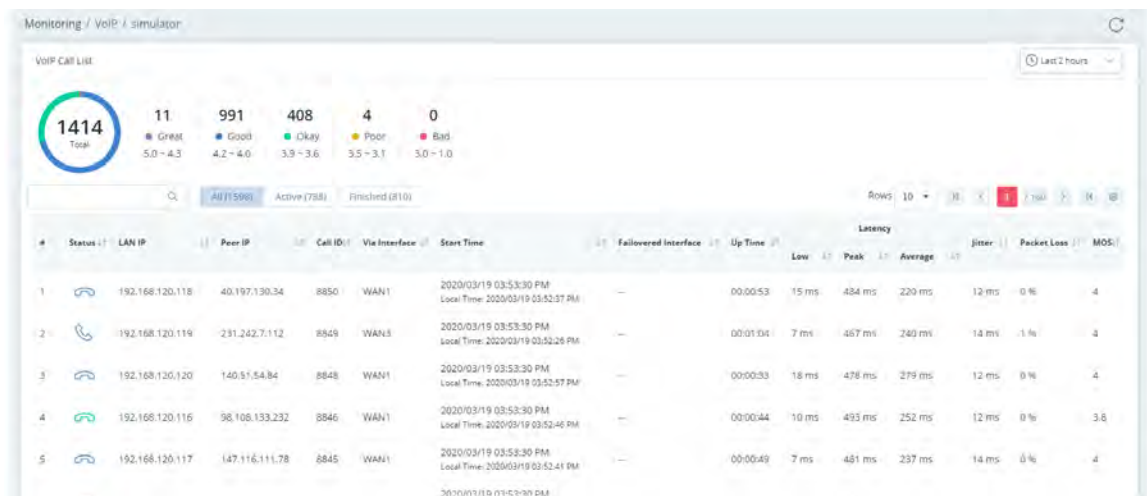 Monitoring / VoIP / simulator
VoIP Call List
Last 2 hours
1414
Total
11 991 408 4 0
Great Good Okay Poor Bad
5.0 ~ 4.3 4.2 ~ 4.0 3.9 ~ 3.6 3.5 ~ 3.1 3.0 ~ 1.0
All (1598) Active (788) Finished (810) Rows 10 1
Latency
# Status LAN IP Peer IP Call ID Via Interface Start Time Failovered Interface Up Time Jitter Packet Loss MOS
Low Peak Average
1 192.168.120.118 40.197.130.34 8850 WAN1 2020/03/19 03:53:30 PM -- 00:00:53 15 ms 484 ms 220 ms 12 ms 0 % 4
Local Time: 2020/03/19 03:52:37 PM
2 192.168.120.119 231.242.7.112 8849 WAN3 2020/03/19 03:53:30 PM -- 00:01:04 7 ms 467 ms 240 ms 14 ms 1 % 4
Local Time: 2020/03/19 03:52:26 PM
3 192.168.120.120 140.51.54.84 8848 WAN1 2020/03/19 03:53:30 PM -- 00:00:33 18 ms 478 ms 279 ms 12 ms 0 % 4
Local Time: 2020/03/19 03:52:57 PM
4 192.168.120.116 98.108.133.232 8846 WAN1 2020/03/19 03:53:30 PM -- 00:00:44 10 ms 493 ms 252 ms 12 ms 0 % 3.8
Local Time: 2020/03/19 03:52:46 PM
5 192.168.120.117 147.116.111.78 8845 WAN1 2020/03/19 03:53:30 PM -- 00:00:49 7 ms 481 ms 237 ms 14 ms 0 % 4
Local Time: 2020/03/19 03:52:41 PM
2020/03/19 03:53:30 PM